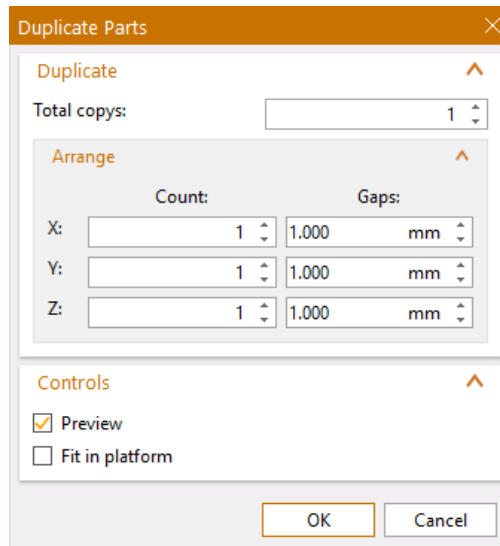 Duplicate Parts
Duplicate
Total copys: 1
Arrange
Count: Gaps:
X: 1 1.000 mm
Y: 1 1.000 mm
Z: 1 1.000 mm
Controls
Preview
Fit in platform
OK Cancel